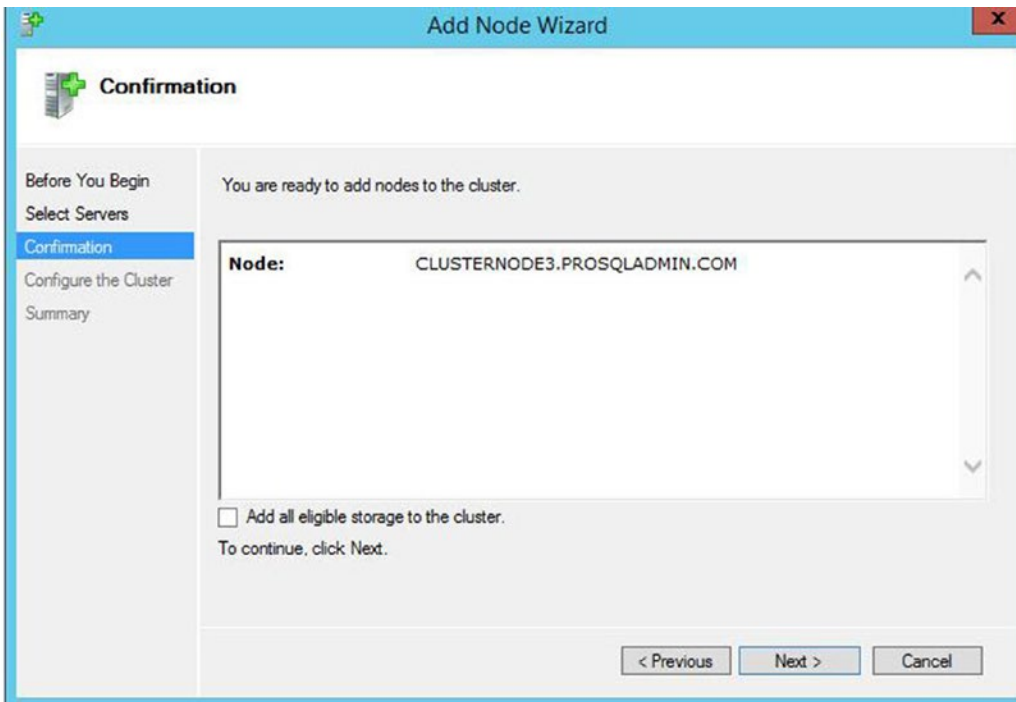 Add Node Wizard
x
Confirmation
Before You Begin
Select Servers
Confirmation
Configure the Cluster
Summary
You are ready to add nodes to the cluster.
Node: CLUSTERNODE3.PROSQLADMIN.COM
Add all eligible storage to the cluster.
To continue, click Next.
< Previous Next > Cancel